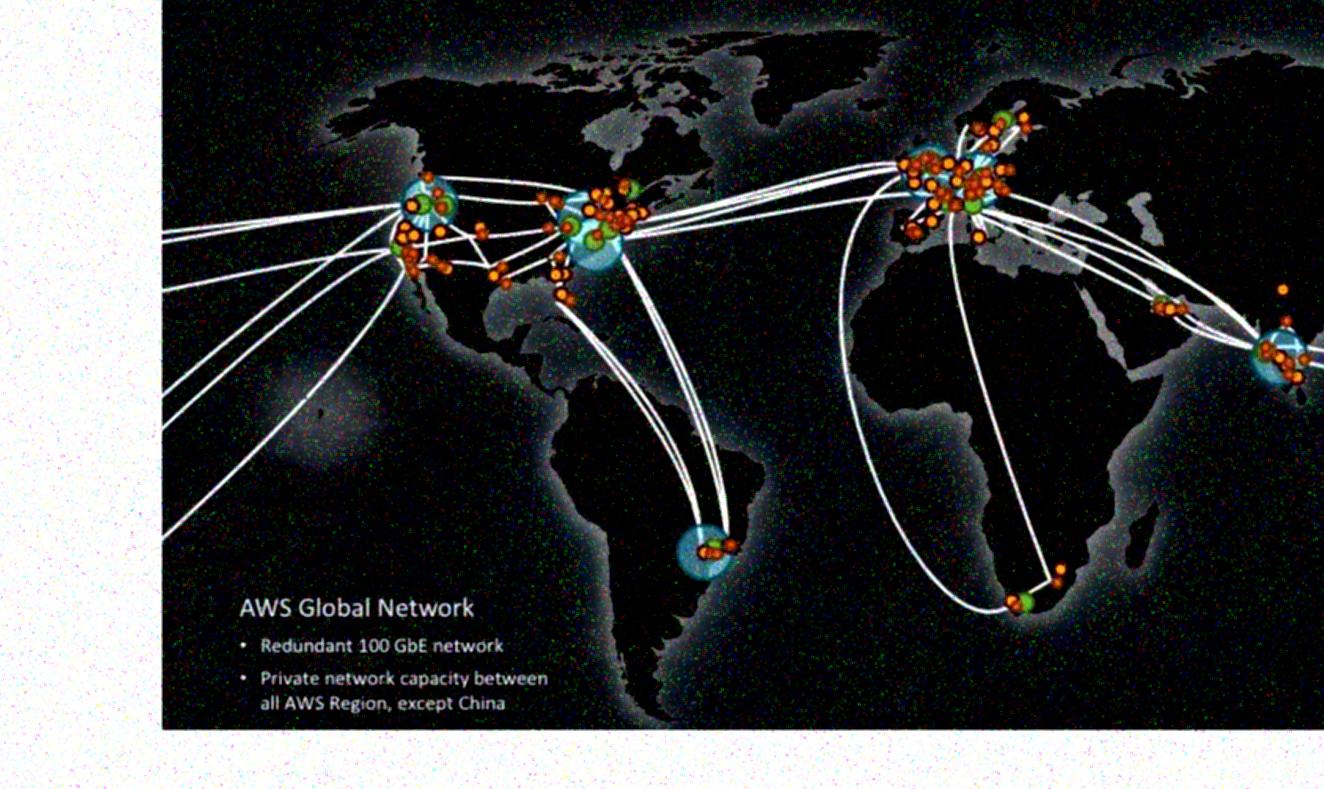 AWS Global Network
• Redundant 100 GbE network
• Private network capacity between
all AWS Region, except China